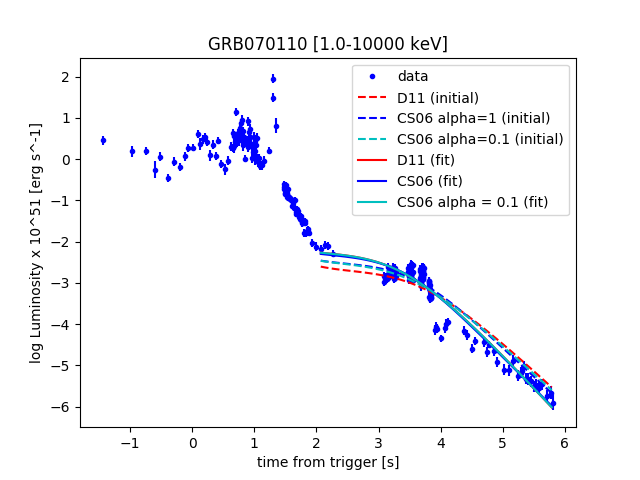 GRB070110 [1.0-10000 keV]
data
D11 (initial)
CS06 alpha=1 (initial)
CS06 alpha=0.1 (initial)
D11 (fit)
CS06 (fit)
CS06 alpha = 0.1 (fit)
log Luminosity x 10^51 [erg s^-1]
2
1
0
−1
−2
−3
−4
−5
−6
−1 0 1 2 3 4 5 6
time from trigger [s]